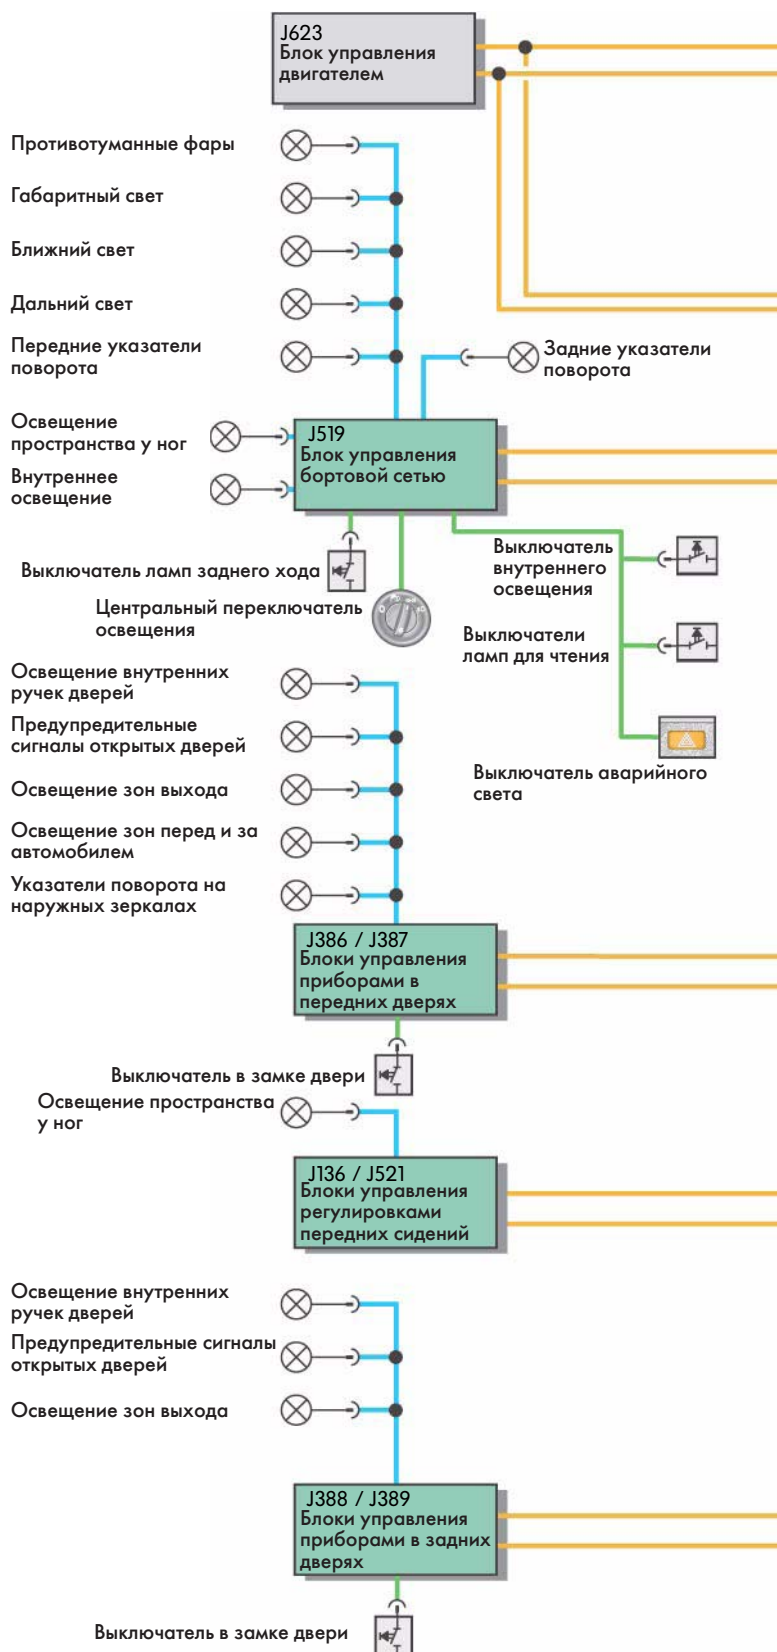 J623
Блок управления
двигателем
Противотуманные фары
Габаритный свет
Ближний свет
Дальний свет
Передние указатели
поворота
Задние указатели
поворота
Освещение
пространства у ног
Внутреннее
освещение
J519
Блок управления
бортовой сетью
Выключатель ламп заднего хода
Центральный переключатель
освещения
Выключатель
внутреннего
освещения
Выключатели
ламп для чтения
Выключатель аварийного
света
Освещение внутренних
ручек дверей
Предупредительные
сигналы открытых дверей
Освещение зон выхода
Освещение зон перед и за
автомобилем
Указатели поворота на
наружных зеркалах
J386 / J387
Блоки управления
приборами в
передних дверях
Выключатель в замке двери
Освещение пространства
у ног
J136 / J521
Блоки управления
регулировками
передних сидений
Освещение внутренних
ручек дверей
Предупредительные сигналы
открытых дверей
Освещение зон выхода
J388 / J389
Блоки управления
приборами в задних
дверях
Выключатель в замке двери